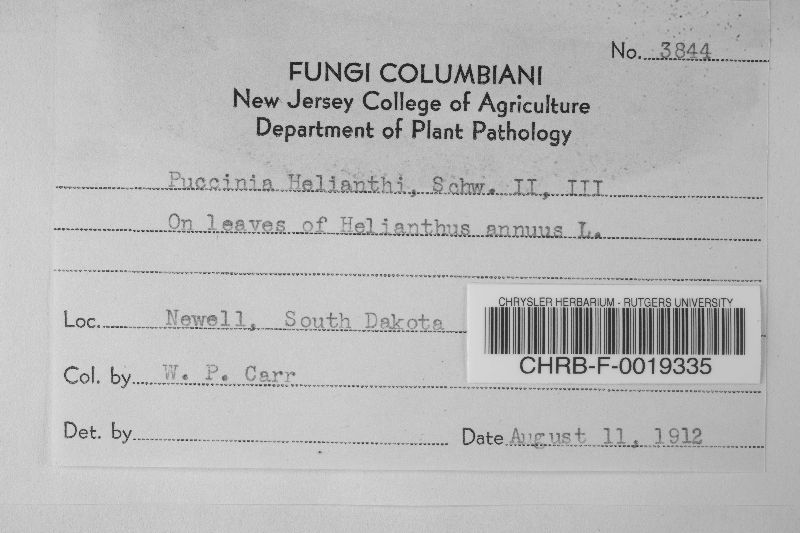 No. 3844
FUNGI COLUMBIANI
New Jersey College of Agriculture
Department of Plant Pathology
Puccinia Helianthi, Schw. II, III
On leaves of Helianthus annuus L.
Loc. Newell, South Dakota
CHRYSLER HERBARIUM - RUTGERS UNIVERSITY
CHRB-F-0019335
Col. by W. P. Carr
Det. by
Date August 11, 1912